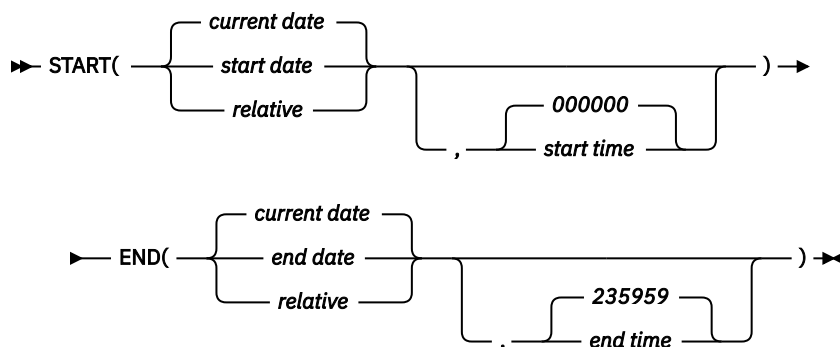 current date
START( start date )
relative
000000
, start time
current date
END( end date )
relative
235959
, end time